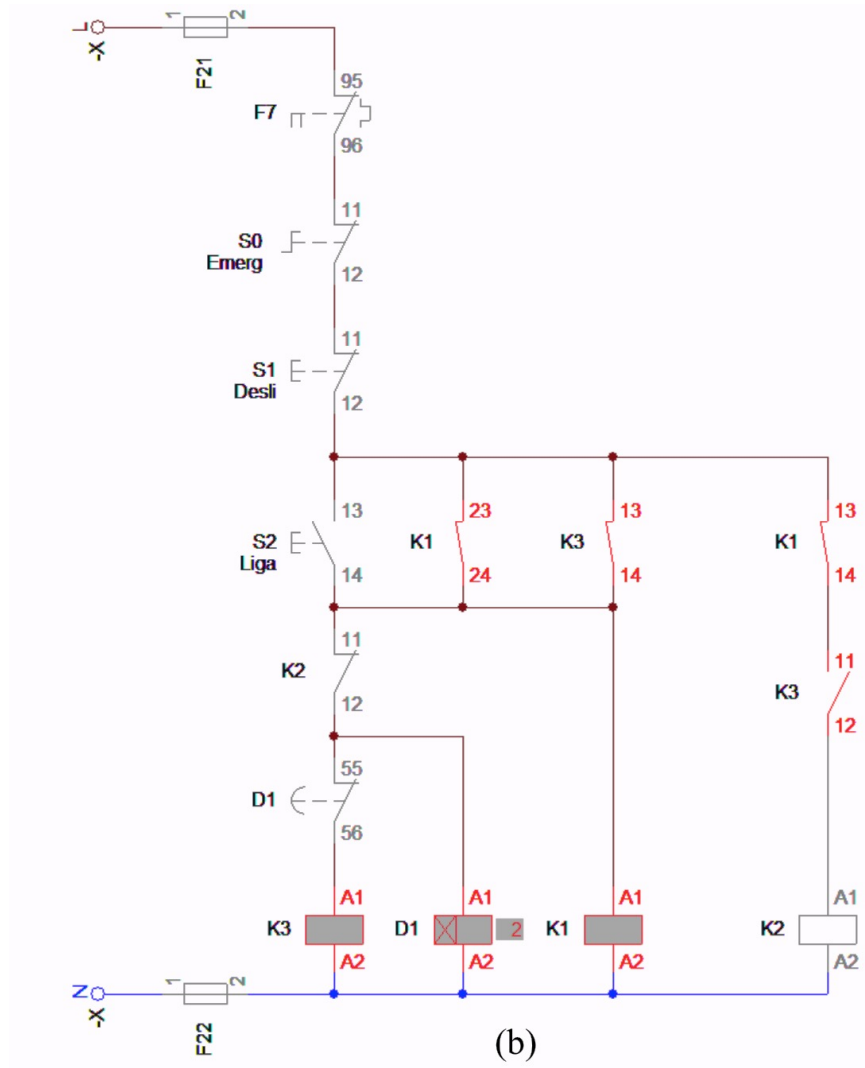 L
-X
1
2
F21
95
F7
96
11
S0
Emerg
12
11
S1
Desli
12
13
S2
Liga
14
23
K1
24
13
K3
14
13
K1
14
11
K2
12
11
K3
12
55
D1
56
A1
K3
A2
A1
D1
2
A2
A1
K1
A2
A1
K2
A2
N
-X
1
2
F22
(b)